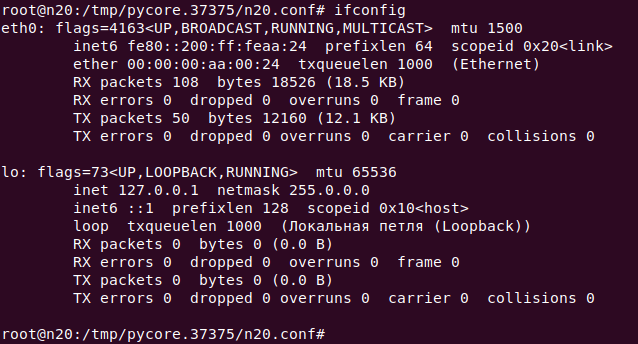 root@n20:/tmp/pycore.37375/n20.conf# ifconfig
eth0: flags=4163<UP,BROADCAST,RUNNING,MULTICAST>  mtu 1500
        inet6 fe80::200:ff:feaa:24  prefixlen 64  scopeid 0x20<link>
        ether 00:00:00:aa:00:24  txqueuelen 1000  (Ethernet)
        RX packets 108  bytes 18526 (18.5 KB)
        RX errors 0  dropped 0  overruns 0  frame 0
        TX packets 50  bytes 12160 (12.1 KB)
        TX errors 0  dropped 0 overruns 0  carrier 0  collisions 0
lo: flags=73<UP,LOOPBACK,RUNNING>  mtu 65536
        inet 127.0.0.1  netmask 255.0.0.0
        inet6 ::1  prefixlen 128  scopeid 0x10<host>
        loop  txqueuelen 1000  (Локальная петля (Loopback))
        RX packets 0  bytes 0 (0.0 B)
        RX errors 0  dropped 0  overruns 0  frame 0
        TX packets 0  bytes 0 (0.0 B)
        TX errors 0  dropped 0 overruns 0  carrier 0  collisions 0
root@n20:/tmp/pycore.37375/n20.conf#